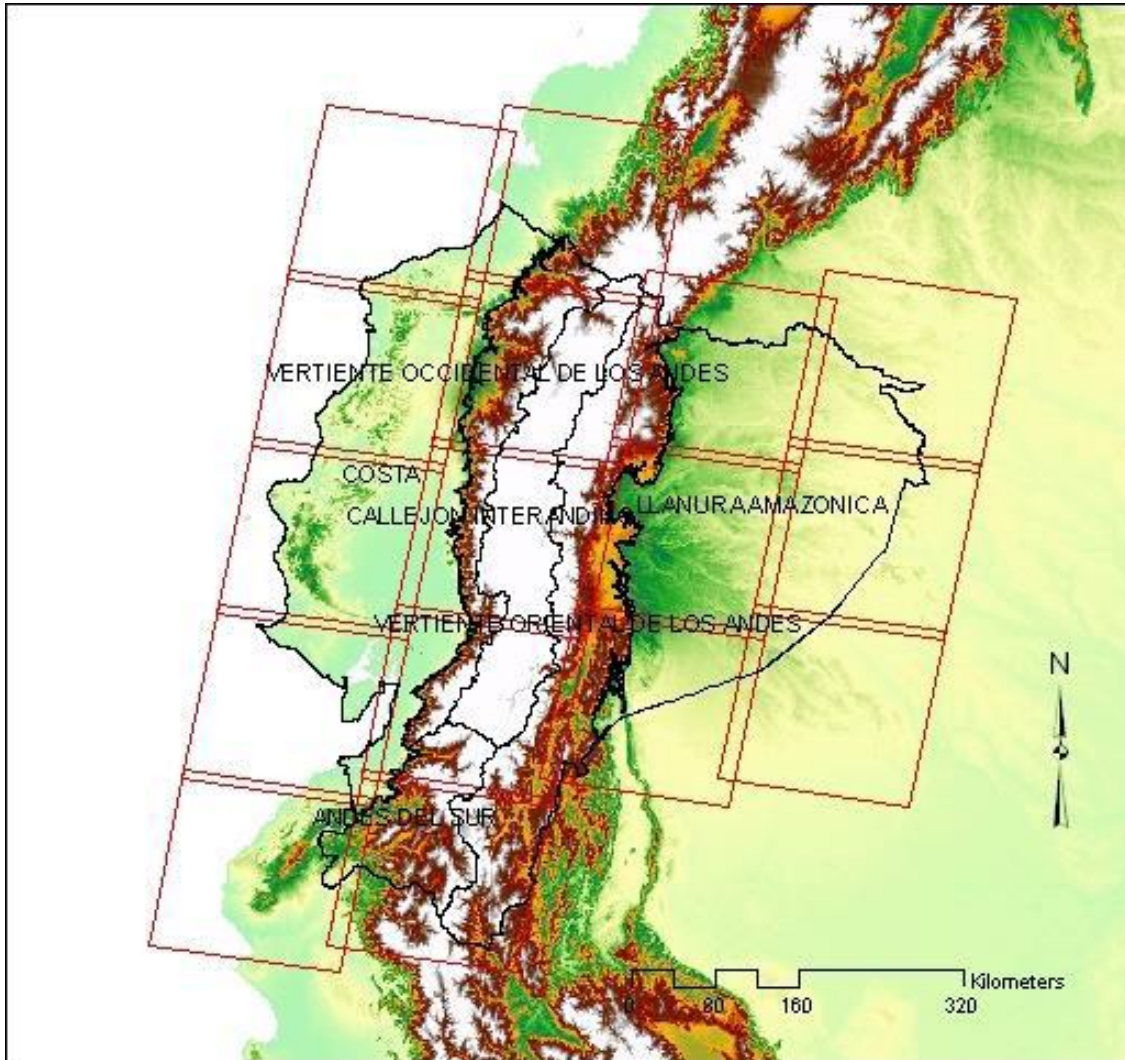 VERTIENTE OCCIDENTAL DE LOS ANDES
COSTA
LLANURA AMAZONICA
CALLEJON INTERANDINO
VERTIENTE ORIENTAL DE LOS ANDES
N
ANDES DEL SUR
Kilometers
0 80 160 320